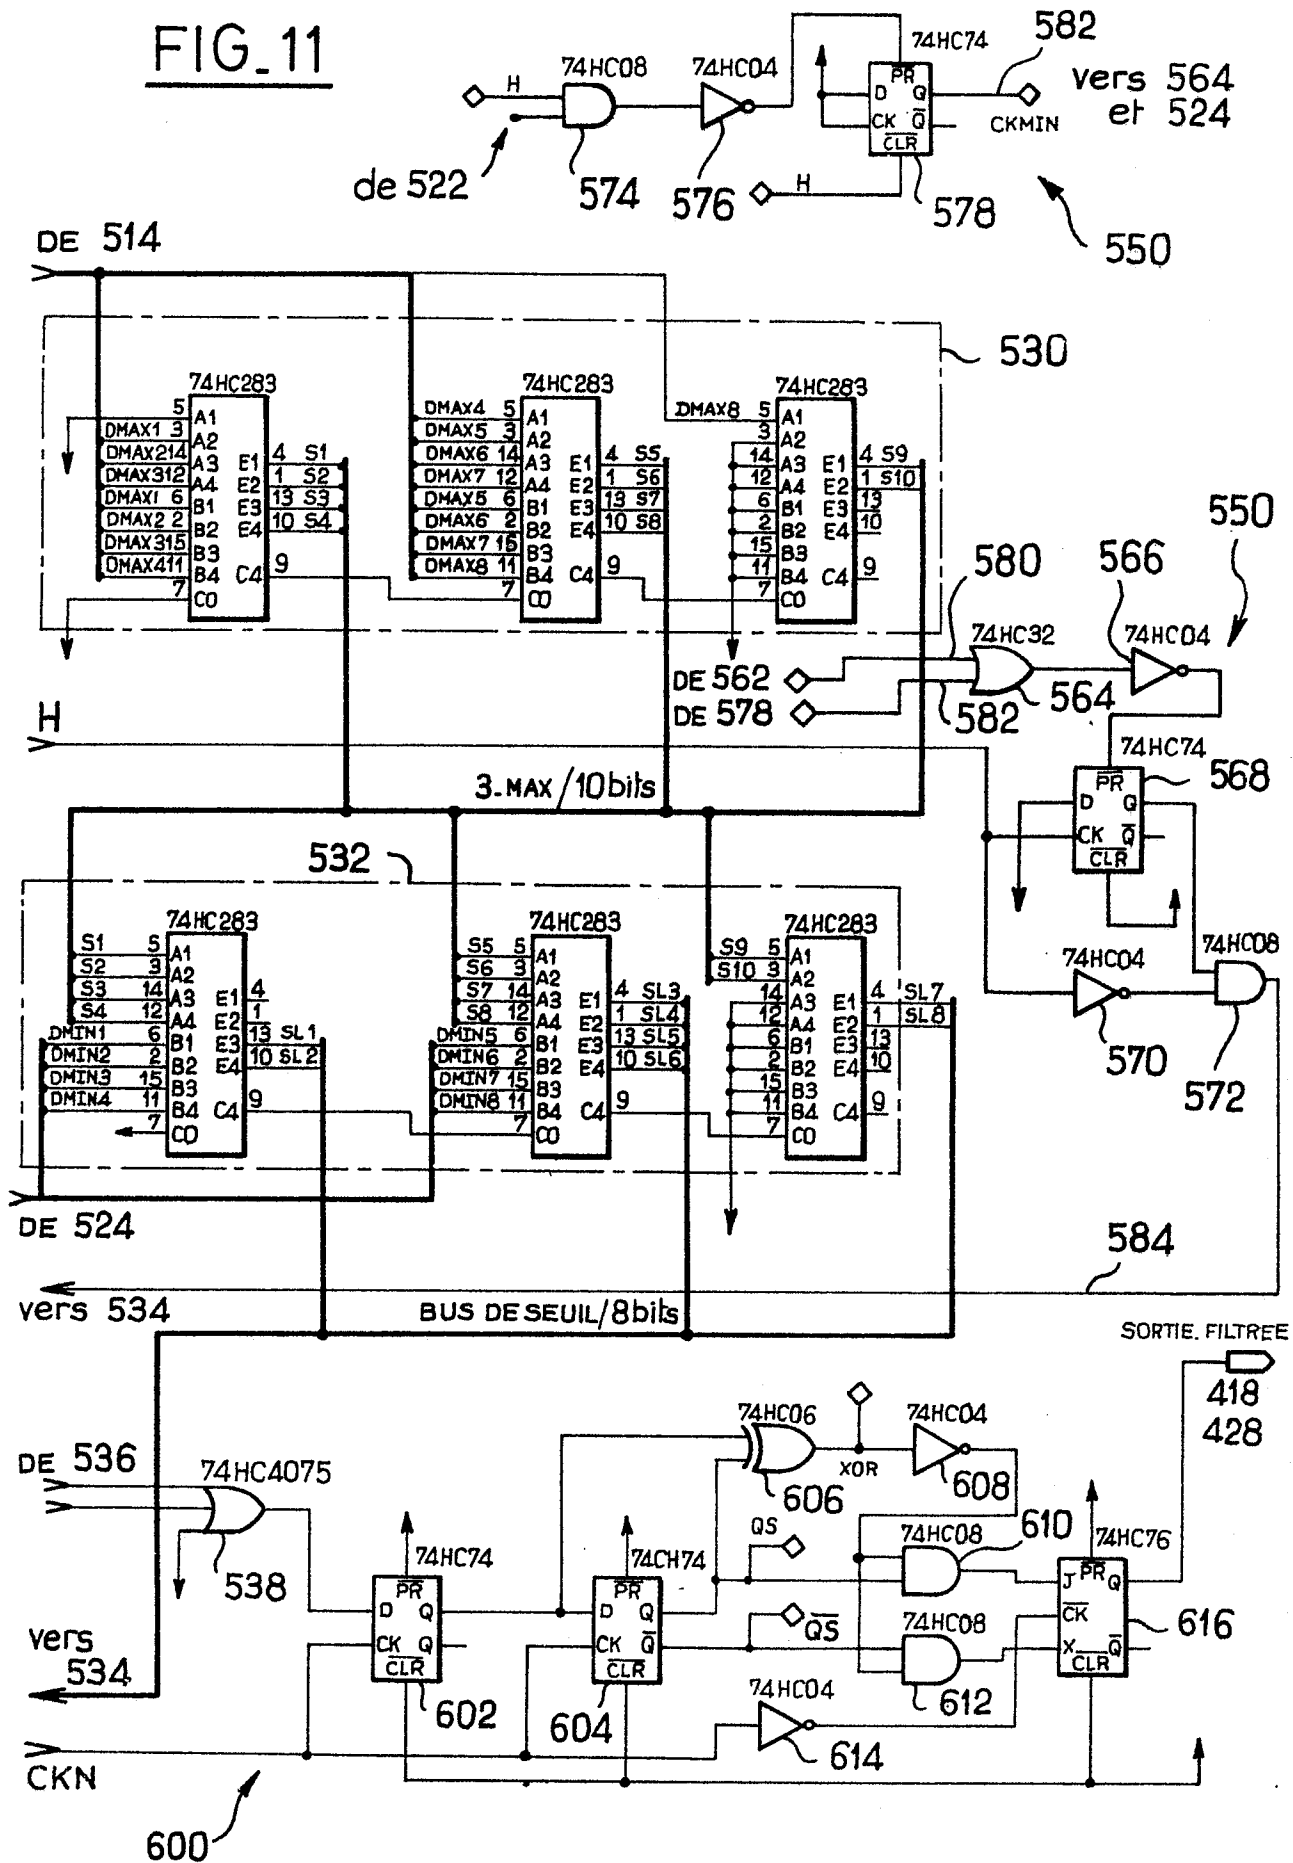 FIG_11
74HC08
74HC04
74HC74
582
H
PR
D
Q
CK
Q
CLR
CKMIN
vers 564
et 524
de 522
574
576
H
578
550
DE 514
530
74HC283
5 A1
DMAX1 3 A2
DMAX2 14 A3
DMAX3 12 A4
DMAX1 6 B1
DMAX2 2 B2
DMAX3 15 B3
DMAX4 11 B4
7 C0
E1 4 S1
E2 1 S2
E3 13 S3
E4 10 S4
C4 9
74HC283
DMAX4 5 A1
DMAX5 3 A2
DMAX6 14 A3
DMAX7 12 A4
DMAX5 6 B1
DMAX6 2 B2
DMAX7 15 B3
DMAX8 11 B4
7 C0
E1 4 S5
E2 1 S6
E3 13 S7
E4 10 S8
C4 9
74HC283
DMAX8 5 A1
3 A2
14 A3
12 A4
6 B1
2 B2
15 B3
11 B4
7 C0
E1 4 S9
E2 1 S10
E3 13
E4 10
C4 9
550
580
566
74HC32
74HC04
DE 562
DE 578
582
564
H
74HC74
568
PR
D
Q
CK
Q
CLR
3.MAX/10bits
532
74HC283
S1 5 A1
S2 3 A2
S3 14 A3
S4 12 A4
DMIN1 6 B1
DMIN2 2 B2
DMIN3 15 B3
DMIN4 11 B4
7 C0
E1 4
E2 1
E3 13 SL1
E4 10 SL2
C4 9
74HC283
S5 5 A1
S6 3 A2
S7 14 A3
S8 12 A4
DMIN5 6 B1
DMIN6 2 B2
DMIN7 15 B3
DMIN8 11 B4
7 C0
E1 4 SL3
E2 1 SL4
E3 13 SL5
E4 10 SL6
C4 9
74HC283
S9 5 A1
S10 3 A2
14 A3
12 A4
6 B1
2 B2
15 B3
11 B4
7 C0
E1 4 SL7
E2 1 SL8
E3 13
E4 10
C4 9
74HC04
74HC08
570
572
DE 524
584
vers 534
BUS DE SEUIL/8bits
SORTIE. FILTREE
418
428
DE 536
74HC4075
538
74HC06
606
XOR
74HC04
608
QS
QS
74HC08
610
74HC08
612
74HC76
J
PR
Q
CK
X
Q
CLR
616
74HC74
PR
D
Q
CK
Q
CLR
602
74CH74
PR
D
Q
CK
Q
CLR
604
74HC04
614
vers
534
CKN
600